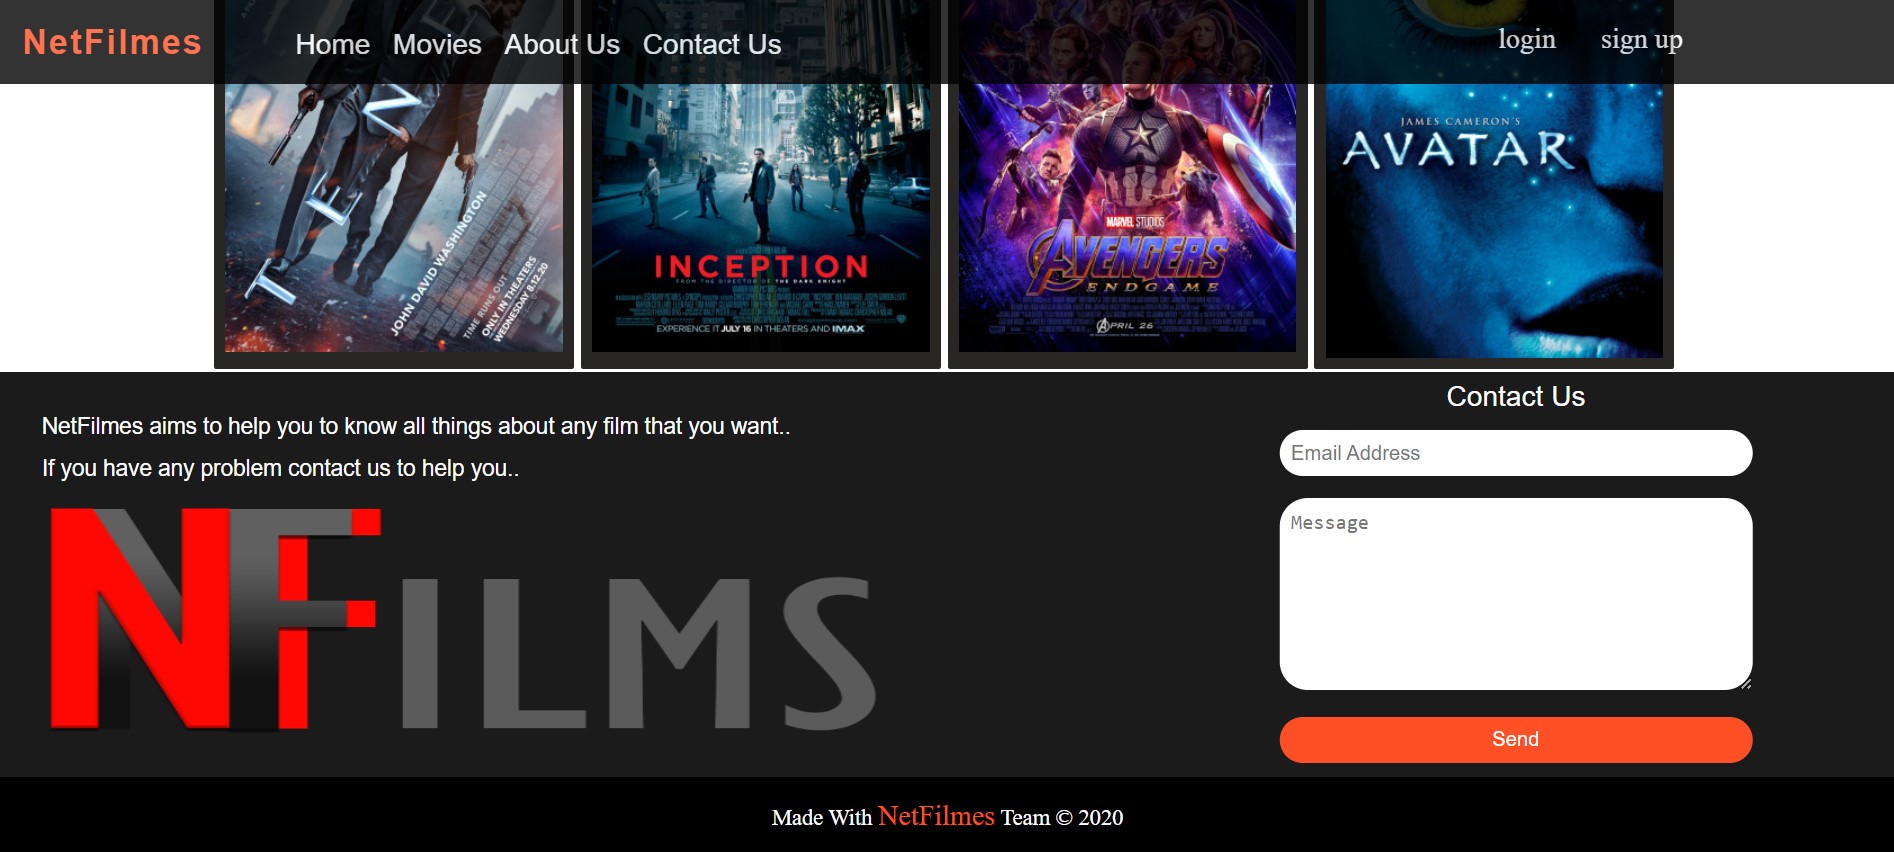 NetFilmes
Home Movies About Us Contact Us
login sign up
TENET
JOHN DAVID WASHINGTON
TIME RUNS OUT
ONLY IN THEATERS
WEDNESDAY 8.12.20
INCEPTION
FROM THE DIRECTOR OF THE DARK KNIGHT
EXPERIENCE IT JULY 16 IN THEATERS AND IMAX
MARVEL STUDIOS
AVENGERS
ENDGAME
APRIL 26
JAMES CAMERON'S
AVATAR
NetFilmes aims to help you to know all things about any film that you want..
If you have any problem contact us to help you..
NFILMS
Contact Us
Email Address
Message
Send
Made With NetFilmes Team © 2020